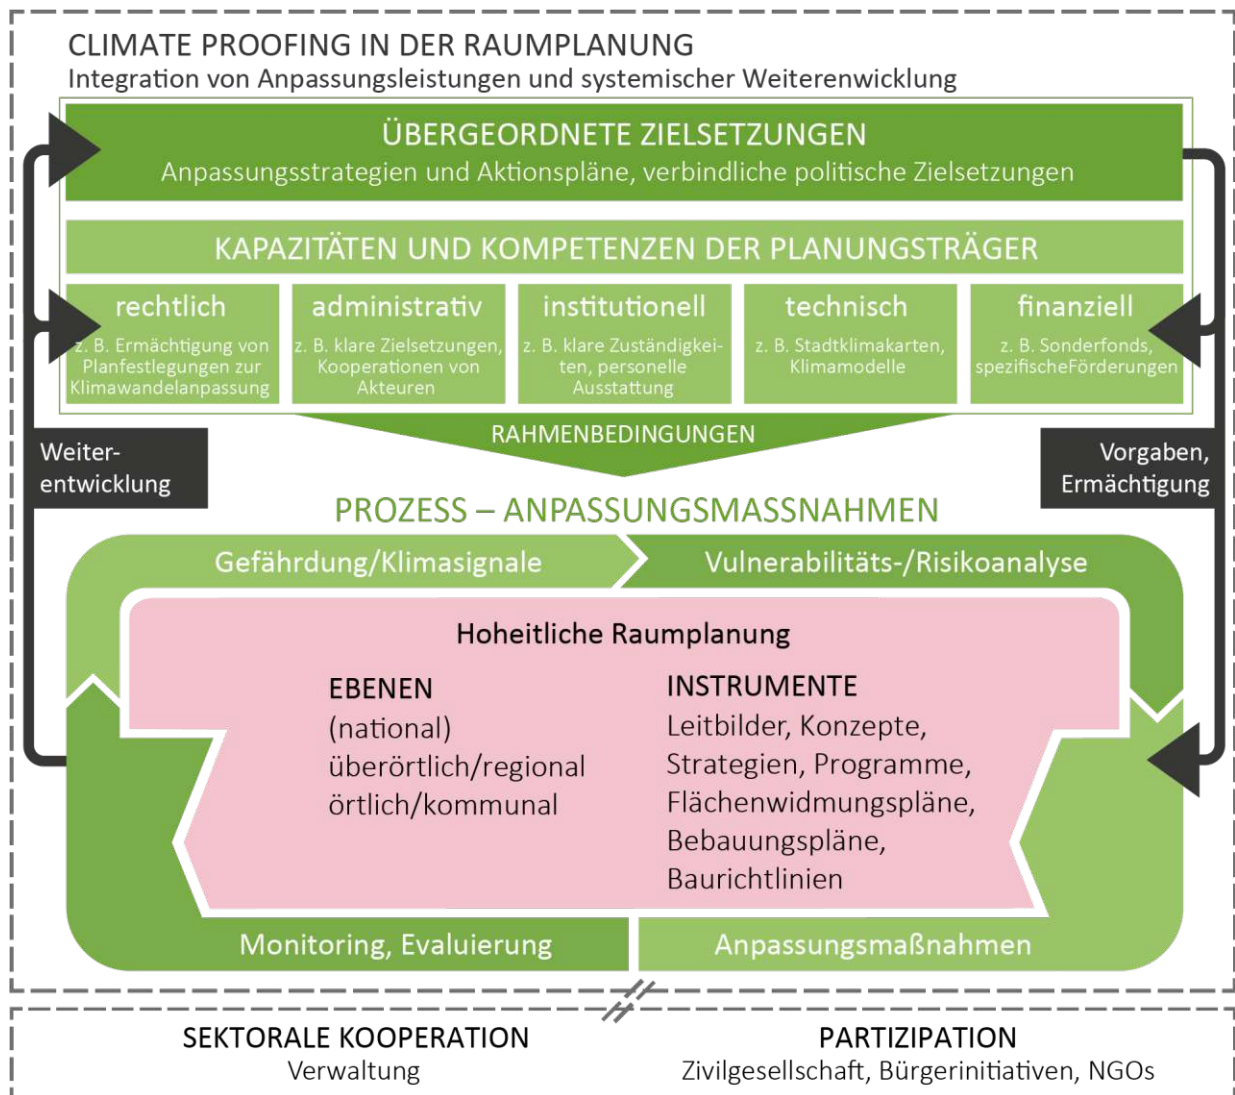 CLIMATE PROOFING IN DER RAUMPLANUNG
Integration von Anpassungsleistungen und systemischer Weiterenwicklung
ÜBERGEORDNETE ZIELSETZUNGEN
Anpassungsstrategien und Aktionspläne, verbindliche politische Zielsetzungen
KAPAZITÄTEN UND KOMPETENZEN DER PLANUNGSTRÄGER
rechtlich
z. B. Ermächtigung von
Planfestlegungen zur
Klimawandelanpassung
administrativ
z. B. klare Zielsetzungen,
Kooperationen von
Akteuren
institutionell
z. B. klare Zuständigkei-
ten, personelle
Ausstattung
technisch
z. B. Stadtklimakarten,
Klimamodelle
finanziell
z. B. Sonderfonds,
spezifischeFörderungen
RAHMENBEDINGUNGEN
Weiter-
entwicklung
Vorgaben,
Ermächtigung
PROZESS – ANPASSUNGSMASSNAHMEN
Gefährdung/Klimasignale
Vulnerabilitäts-/Risikoanalyse
Hoheitliche Raumplanung
EBENEN
(national)
überörtlich/regional
örtlich/kommunal
INSTRUMENTE
Leitbilder, Konzepte,
Strategien, Programme,
Flächenwidmungspläne,
Bebauungspläne,
Baurichtlinien
Monitoring, Evaluierung
Anpassungsmaßnahmen
SEKTORALE KOOPERATION
Verwaltung
PARTIZIPATION
Zivilgesellschaft, Bürgerinitiativen, NGOs